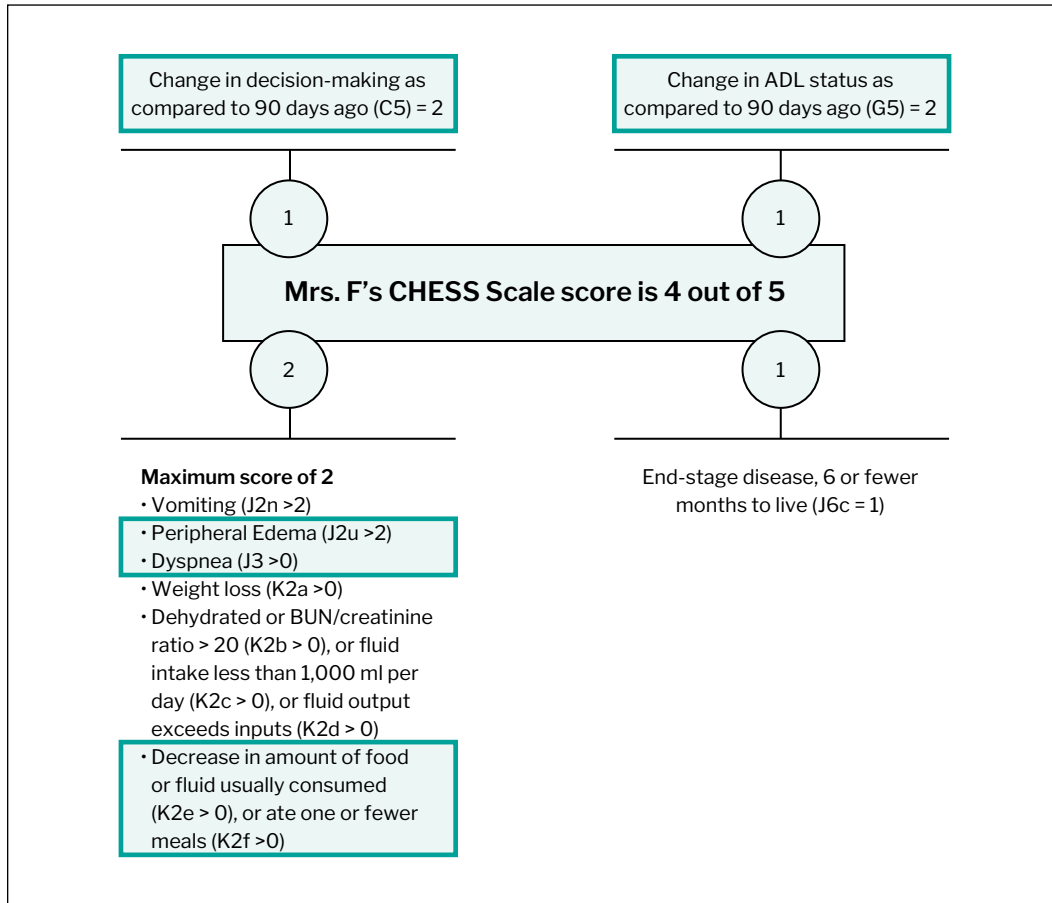 Change in decision-making as
compared to 90 days ago (C5) = 2
Change in ADL status as
compared to 90 days ago (G5) = 2
1
1
Mrs. F’s CHESS Scale score is 4 out of 5
2
1
Maximum score of 2
• Vomiting (J2n >2)
• Peripheral Edema (J2u >2)
• Dyspnea (J3 >0)
• Weight loss (K2a >0)
• Dehydrated or BUN/creatinine
ratio > 20 (K2b > 0), or fluid
intake less than 1,000 ml per
day (K2c > 0), or fluid output
exceeds inputs (K2d > 0)
• Decrease in amount of food
or fluid usually consumed
(K2e > 0), or ate one or fewer
meals (K2f >0)
End-stage disease, 6 or fewer
months to live (J6c = 1)